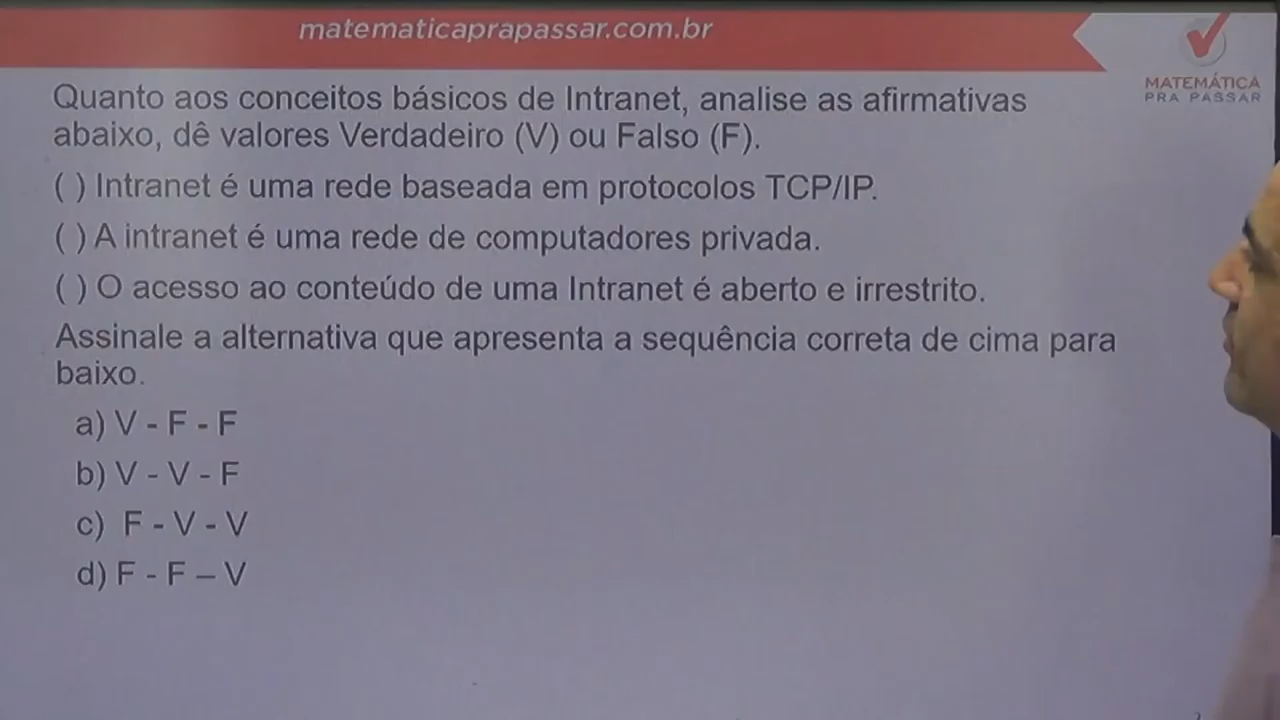 matematicaprapassar.com.br
MATEMÁTICA
PRA PASSAR
Quanto aos conceitos básicos de Intranet, analise as afirmativas
abaixo, dê valores Verdadeiro (V) ou Falso (F).
( ) Intranet é uma rede baseada em protocolos TCP/IP.
( ) A intranet é uma rede de computadores privada.
( ) O acesso ao conteúdo de uma Intranet é aberto e irrestrito.
Assinale a alternativa que apresenta a sequência correta de cima para
baixo.
a) V - F - F
b) V - V - F
c) F - V - V
d) F - F – V